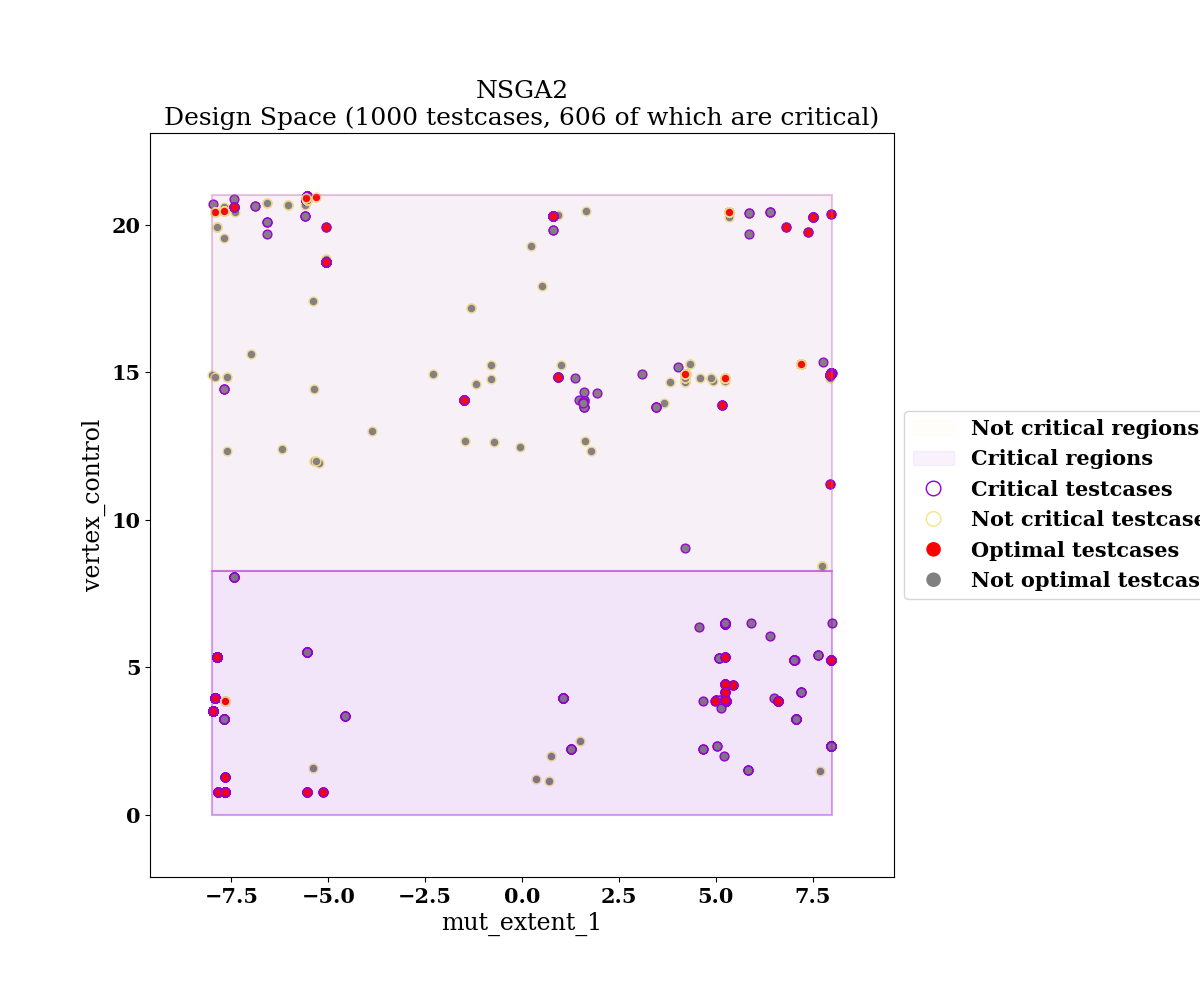 NSGA2
Design Space (1000 testcases, 606 of which are critical)
20
15
10
5
0
vertex_control
−7.5 −5.0 −2.5 0.0 2.5 5.0 7.5
mut_extent_1
Not critical regions
Critical regions
Critical testcases
Not critical testcase
Optimal testcases
Not optimal testcas